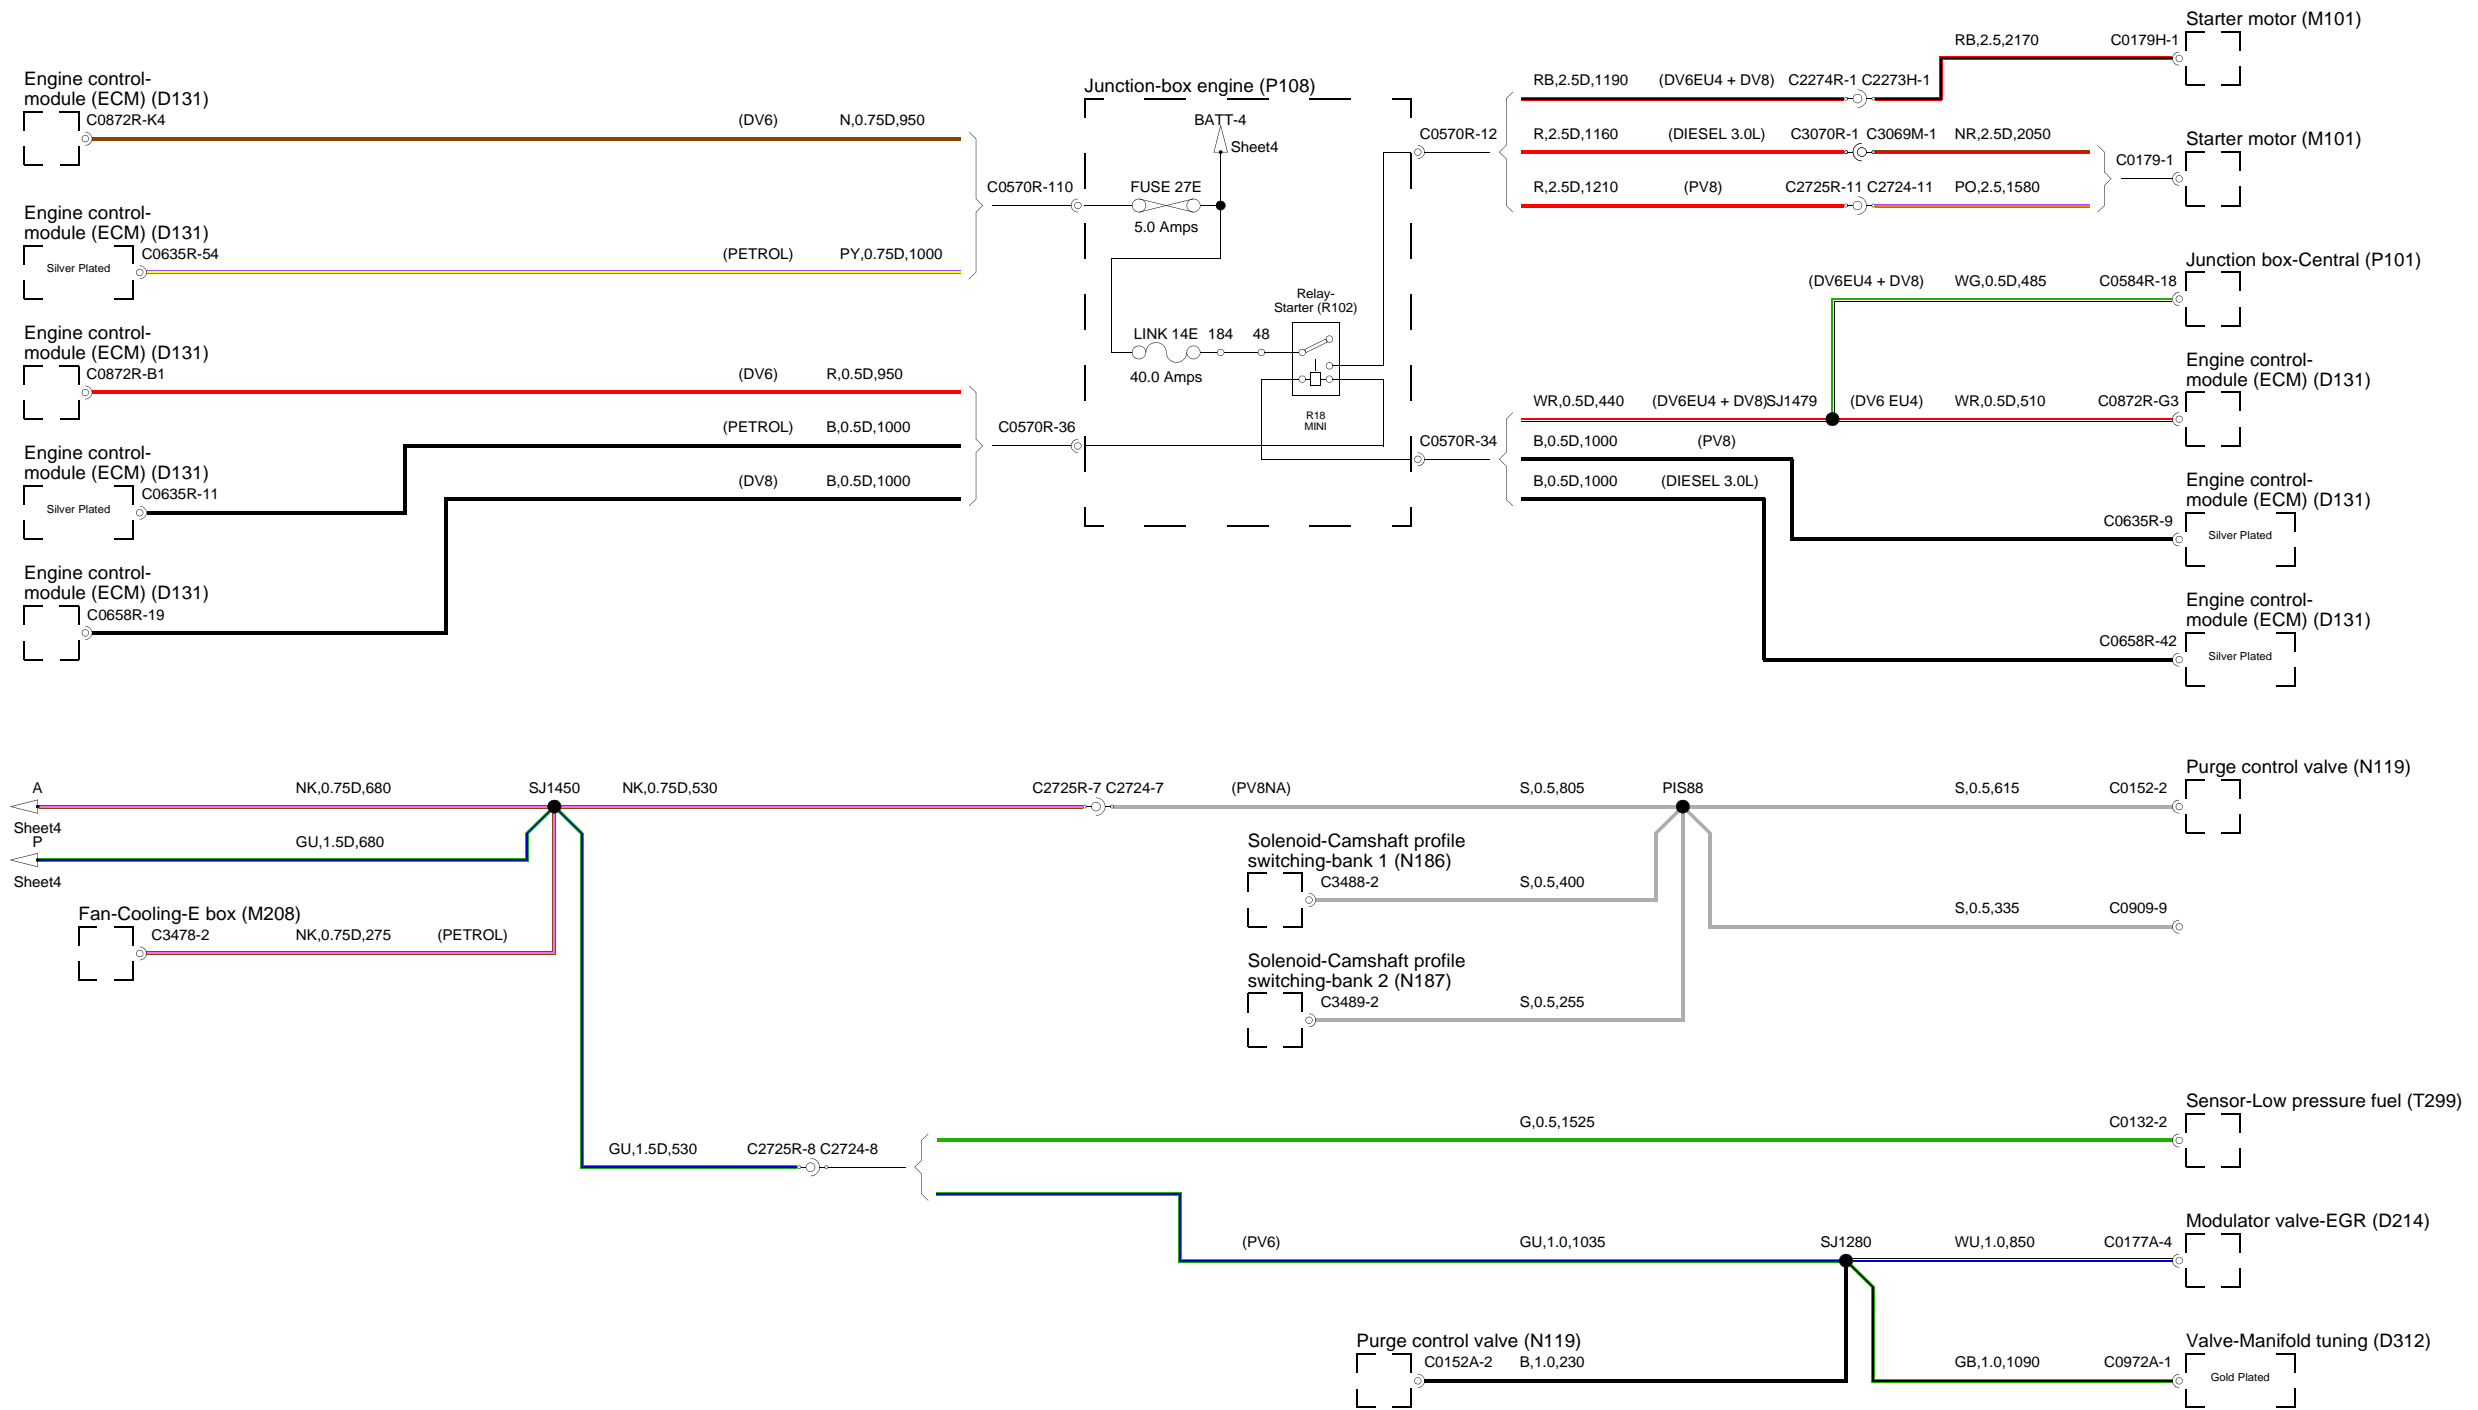 Starter motor (M101)
RB,2.5,2170 C0179H-1
Engine control-
module (ECM) (D131)
C0872R-K4 (DV6) N,0.75D,950
Junction-box engine (P108)
BATT-4
Sheet4
RB,2.5D,1190 (DV6EU4 + DV8) C2274R-1 C2273H-1
C0570R-12 R,2.5D,1160 (DIESEL 3.0L) C3070R-1 C3069M-1 NR,2.5D,2050
Starter motor (M101)
C0179-1
C0570R-110 FUSE 27E
5.0 Amps
R,2.5D,1210 (PV8) C2725R-11 C2724-11 PO,2.5,1580
Engine control-
module (ECM) (D131)
Silver Plated
C0635R-54 (PETROL) PY,0.75D,1000
Junction box-Central (P101)
(DV6EU4 + DV8) WG,0.5D,485 C0584R-18
Relay-
Starter (R102)
LINK 14E 184 48
40.0 Amps
R18
MINI
Engine control-
module (ECM) (D131)
C0872R-B1 (DV6) R,0.5D,950
Engine control-
module (ECM) (D131)
WR,0.5D,440 (DV6EU4 + DV8) SJ1479 (DV6 EU4) WR,0.5D,510 C0872R-G3
(PETROL) B,0.5D,1000 C0570R-36
C0570R-34 B,0.5D,1000 (PV8)
Engine control-
module (ECM) (D131)
Silver Plated
C0635R-11
(DV8) B,0.5D,1000
B,0.5D,1000 (DIESEL 3.0L)
Engine control-
module (ECM) (D131)
C0635R-9
Silver Plated
Engine control-
module (ECM) (D131)
C0658R-19
Engine control-
module (ECM) (D131)
C0658R-42
Silver Plated
A
Sheet4
NK,0.75D,680 SJ1450 NK,0.75D,530 C2725R-7 C2724-7 (PV8NA) S,0.5,805 PIS88 S,0.5,615 C0152-2
Purge control valve (N119)
P
Sheet4
GU,1.5D,680
Solenoid-Camshaft profile
switching-bank 1 (N186)
C3488-2 S,0.5,400
Fan-Cooling-E box (M208)
C3478-2 NK,0.75D,275 (PETROL)
S,0.5,335 C0909-9
Solenoid-Camshaft profile
switching-bank 2 (N187)
C3489-2 S,0.5,255
Sensor-Low pressure fuel (T299)
G,0.5,1525 C0132-2
GU,1.5D,530 C2725R-8 C2724-8
Modulator valve-EGR (D214)
(PV6) GU,1.0,1035 SJ1280 WU,1.0,850 C0177A-4
Purge control valve (N119)
C0152A-2 B,1.0,230
Valve-Manifold tuning (D312)
GB,1.0,1090 C0972A-1
Gold Plated